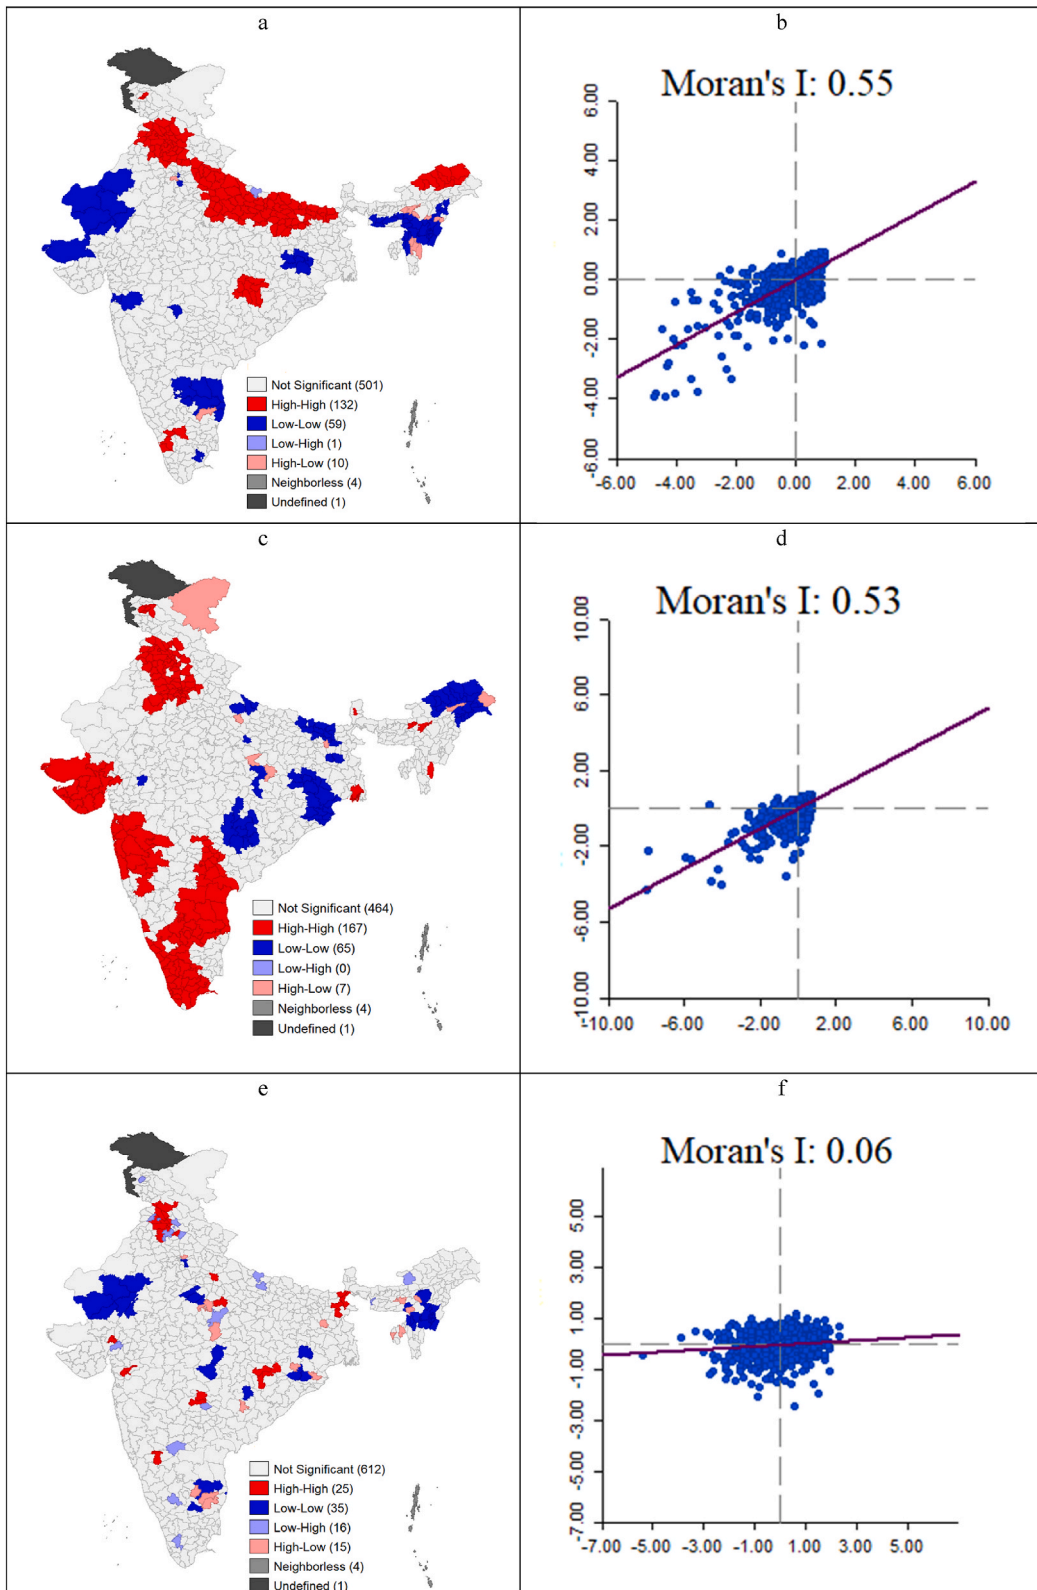 a
Not Significant (501)
High-High (132)
Low-Low (59)
Low-High (1)
High-Low (10)
Neighborless (4)
Undefined (1)
b
Moran's I: 0.55
6.00
4.00
2.00
0.00
-2.00
-4.00
-6.00
-6.00 -4.00 -2.00 0.00 2.00 4.00 6.00
c
Not Significant (464)
High-High (167)
Low-Low (65)
Low-High (0)
High-Low (7)
Neighborless (4)
Undefined (1)
d
Moran's I: 0.53
10.00
6.00
2.00
-2.00
-6.00
-10.00
-10.00 -6.00 -2.00 2.00 6.00 10.00
e
Not Significant (612)
High-High (25)
Low-Low (35)
Low-High (16)
High-Low (15)
Neighborless (4)
Undefined (1)
f
Moran's I: 0.06
5.00
3.00
1.00
-1.00
-3.00
-5.00
-7.00
-7.00 -5.00 -3.00 -1.00 1.00 3.00 5.00